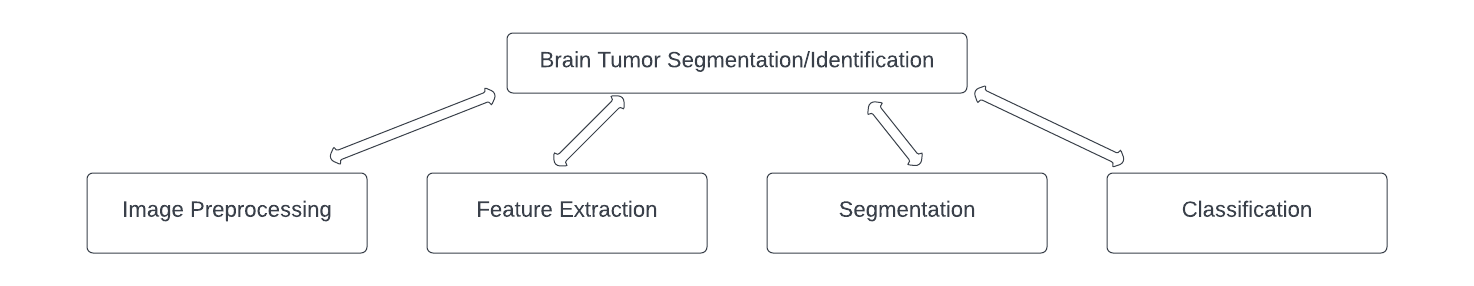 Brain Tumor Segmentation/Identification
Image Preprocessing
Feature Extraction
Segmentation
Classification